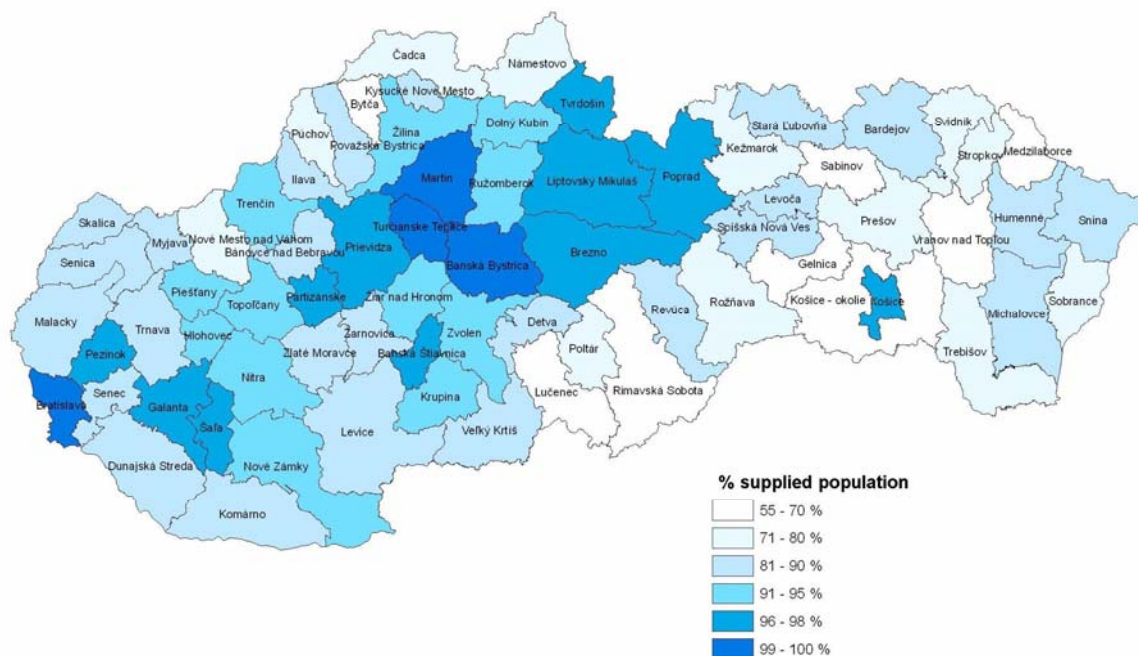 Čadca
Námestovo
Kysucké Nové Mesto
Bytča
Tvrdošín
Púchov
Žilina
Dolný Kubín
Považská Bystrica
Stará Ľubovňa
Bardejov
Svidník
Stropkov
Medzilaborce
Kežmarok
Sabinov
Ilava
Martin
Ružomberok
Liptovský Mikuláš
Poprad
Levoča
Prešov
Humenné
Snina
Trenčín
Turčianske Teplice
Spišská Nová Ves
Vranov nad Topľou
Skalica
Myjava
Nové Mesto nad Váhom
Bánovce nad Bebravou
Prievidza
Banská Bystrica
Brezno
Gelnica
Senica
Piešťany
Topoľčany
Partizánske
Žiar nad Hronom
Revúca
Rožňava
Košice - okolie
Košice
Michalovce
Sobrance
Malacky
Trnava
Hlohovec
Žarnovica
Zvolen
Detva
Poltár
Pezinok
Zlaté Moravce
Banská Štiavnica
Trebišov
Bratislava
Senec
Galanta
Šaľa
Nitra
Krupina
Lučenec
Rimavská Sobota
Levice
Veľký Krtíš
Dunajská Streda
Nové Zámky
Komárno
% supplied population
55 - 70 %
71 - 80 %
81 - 90 %
91 - 95 %
96 - 98 %
99 - 100 %